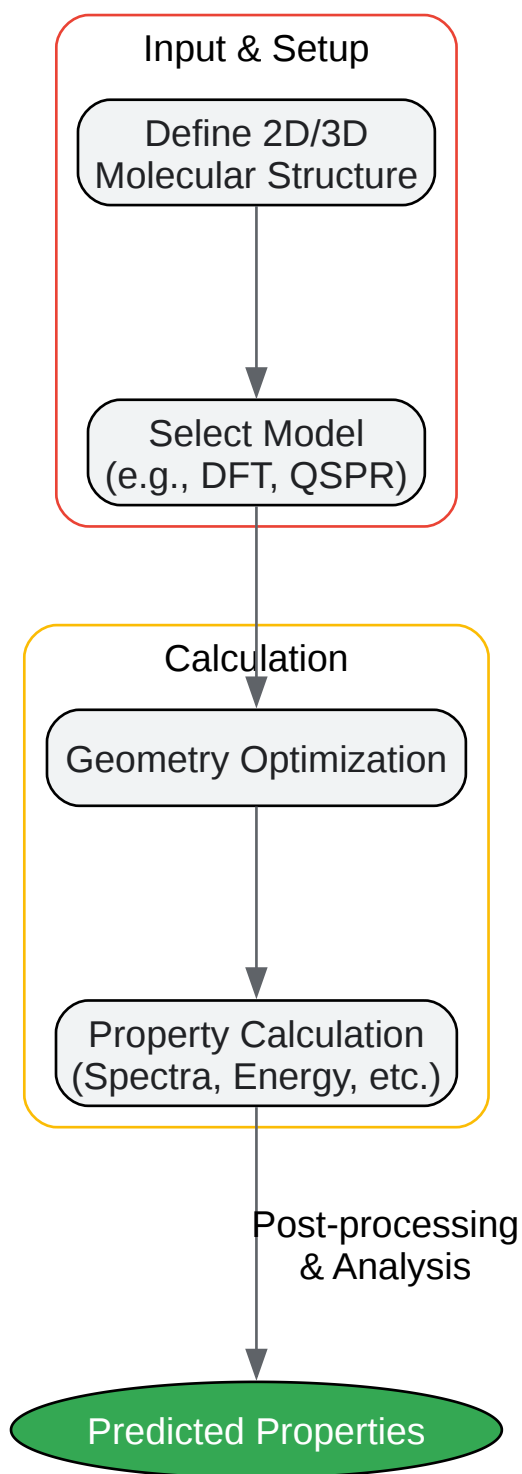 Input & Setup
Define 2D/3D
Molecular Structure
Select Model
(e.g., DFT, QSPR)
Calculation
Geometry Optimization
Property Calculation
(Spectra, Energy, etc.)
Post-processing
& Analysis
Predicted Properties